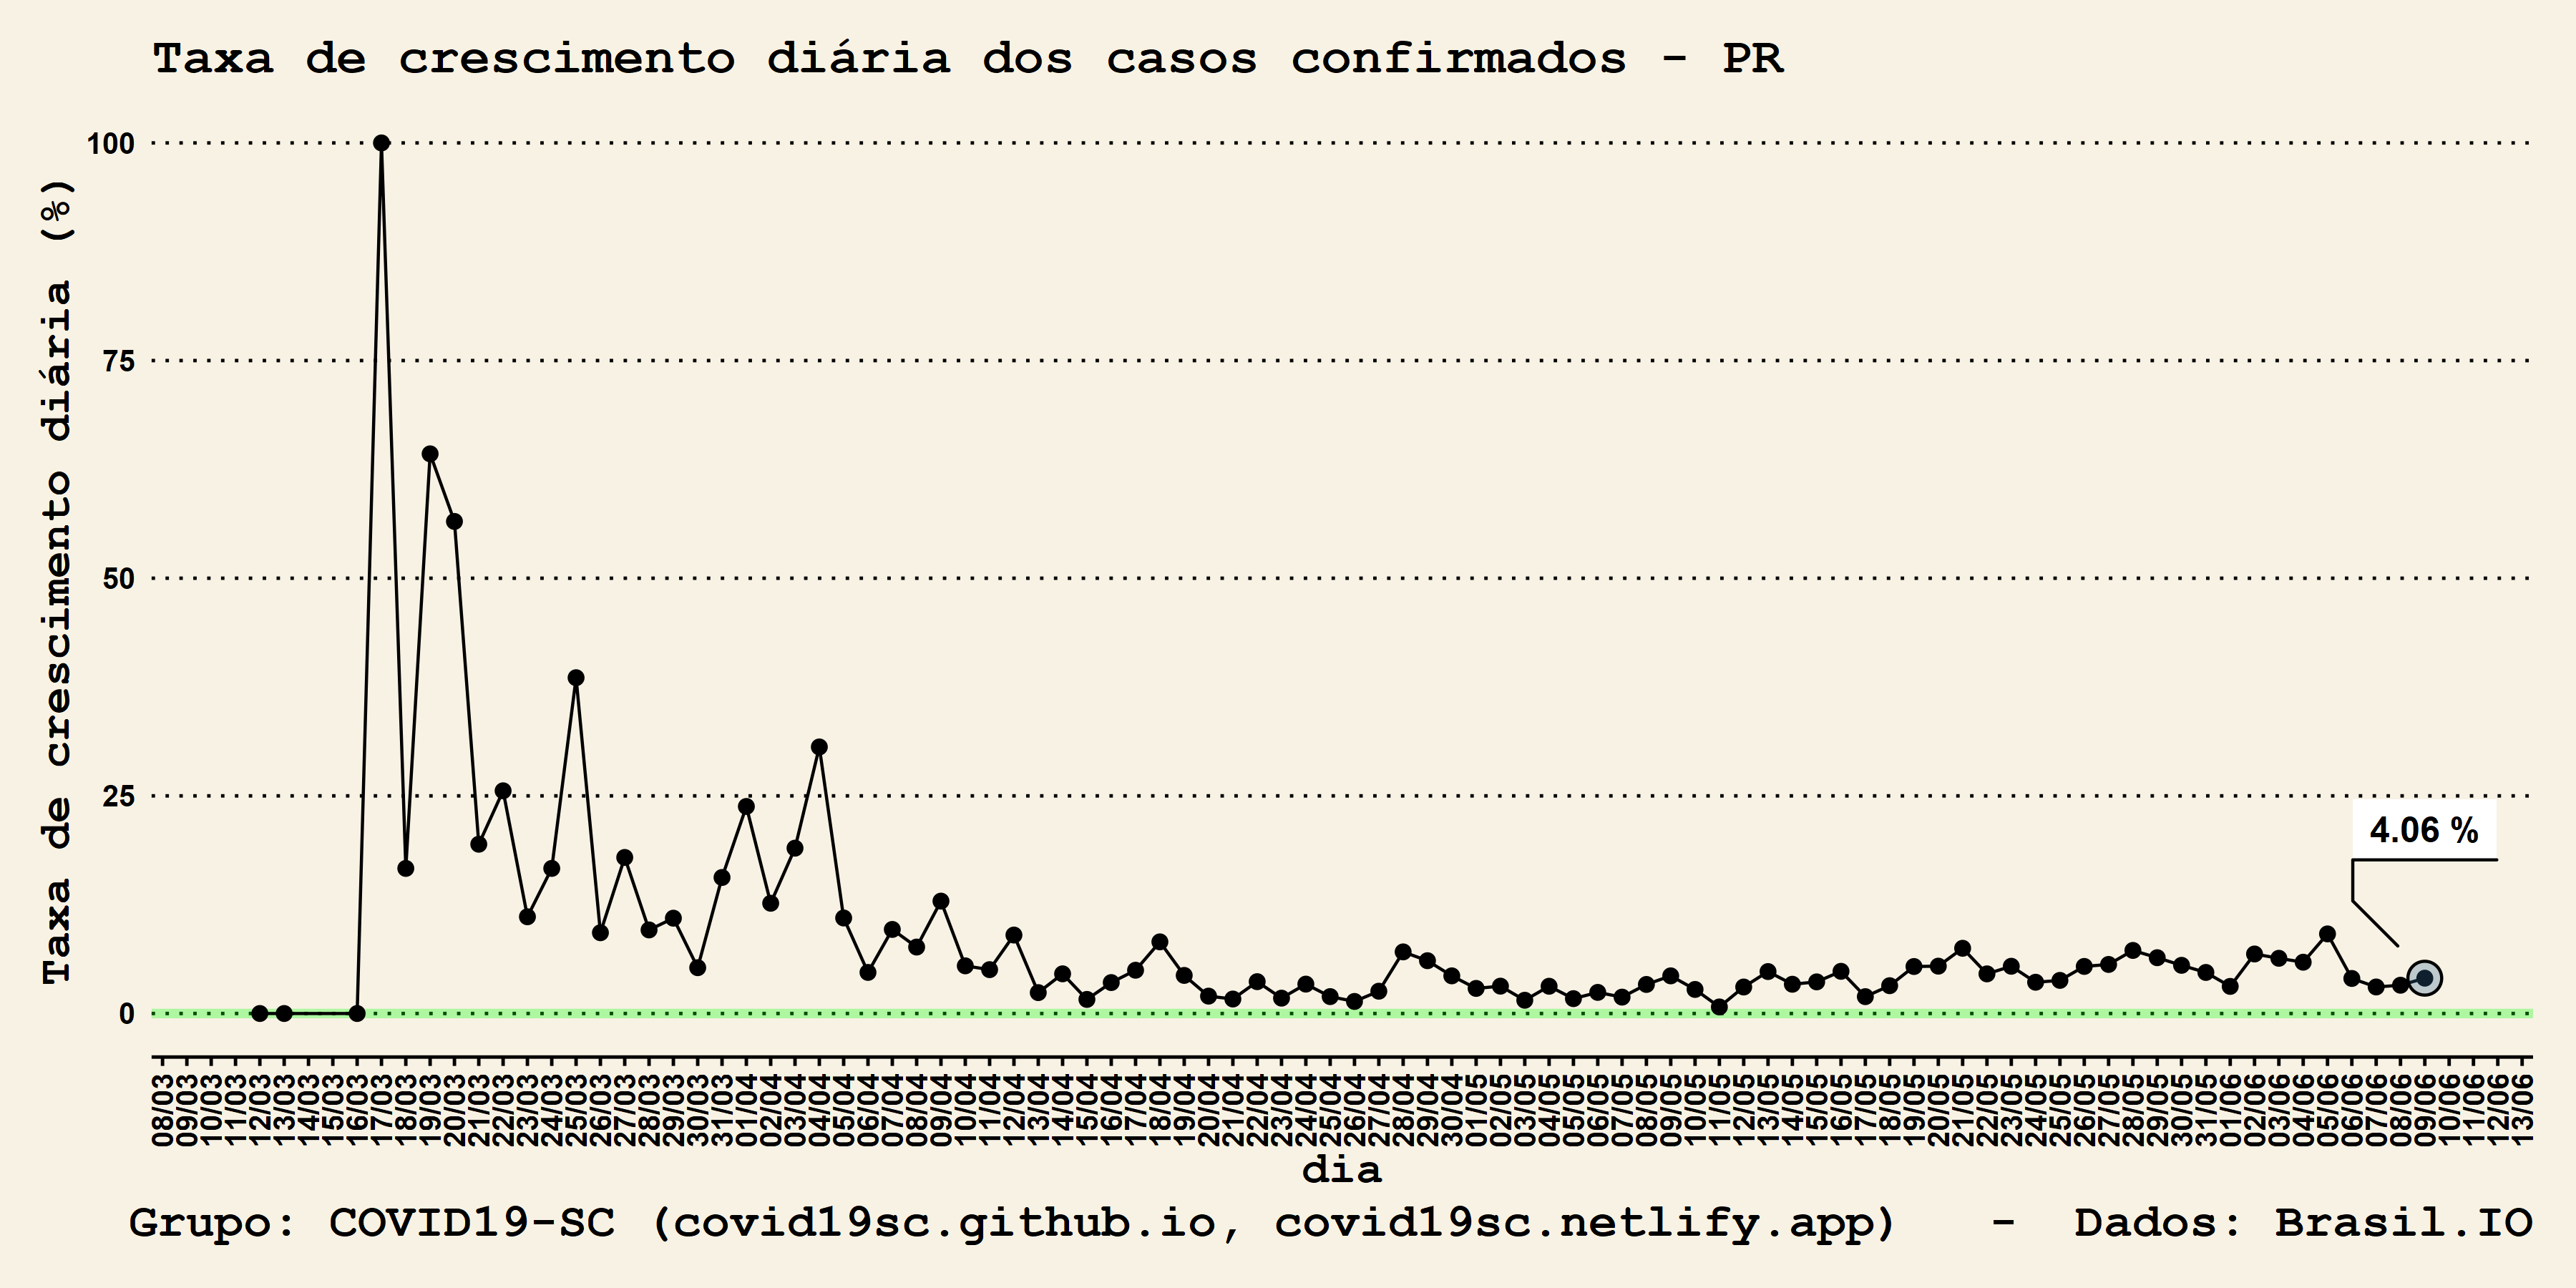 Taxa de crescimento diária dos casos confirmados - PR
Taxa de crescimento diária (%)
100
75
50
25
0
4.06 %
08/03 09/03 10/03 11/03 12/03 13/03 14/03 15/03 16/03 17/03 18/03 19/03 20/03 21/03 22/03 23/03 24/03 25/03 26/03 27/03 28/03 29/03 30/03 31/03 01/04 02/04 03/04 04/04 05/04 06/04 07/04 08/04 09/04 10/04 11/04 12/04 13/04 14/04 15/04 16/04 17/04 18/04 19/04 20/04 21/04 22/04 23/04 24/04 25/04 26/04 27/04 28/04 29/04 30/04 01/05 02/05 03/05 04/05 05/05 06/05 07/05 08/05 09/05 10/05 11/05 12/05 13/05 14/05 15/05 16/05 17/05 18/05 19/05 20/05 21/05 22/05 23/05 24/05 25/05 26/05 27/05 28/05 29/05 30/05 31/05 01/06 02/06 03/06 04/06 05/06 06/06 07/06 08/06 09/06 10/06 11/06 12/06 13/06
dia
Grupo: COVID19-SC (covid19sc.github.io, covid19sc.netlify.app) - Dados: Brasil.IO